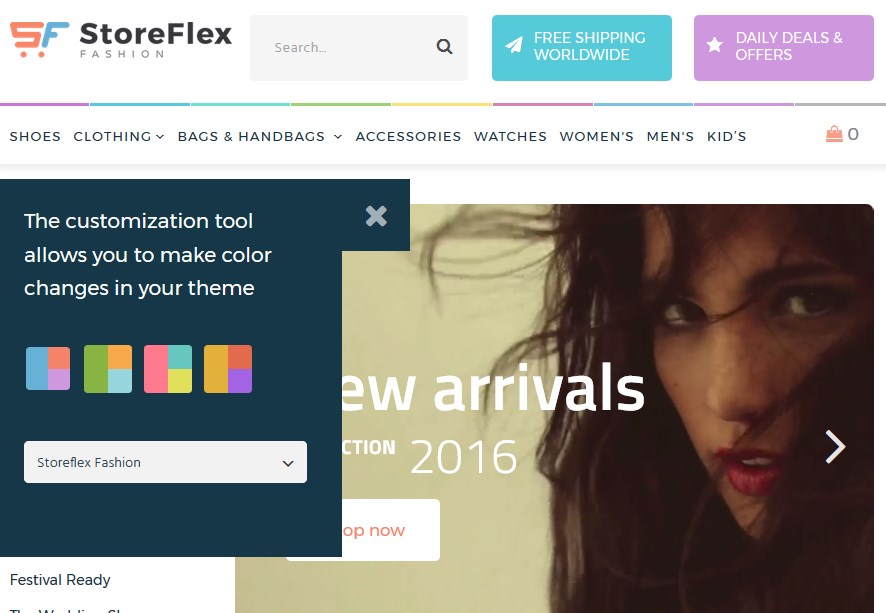 StoreFlex
FASHION
Search...
FREE SHIPPING
WORLDWIDE
DAILY DEALS &
OFFERS
SHOES CLOTHING BAGS & HANDBAGS ACCESSORIES WATCHES WOMEN'S MEN'S KID'S
0
The customization tool
allows you to make color
changes in your theme
Storeflex Fashion
ew arrivals
CTION 2016
op now
Festival Ready